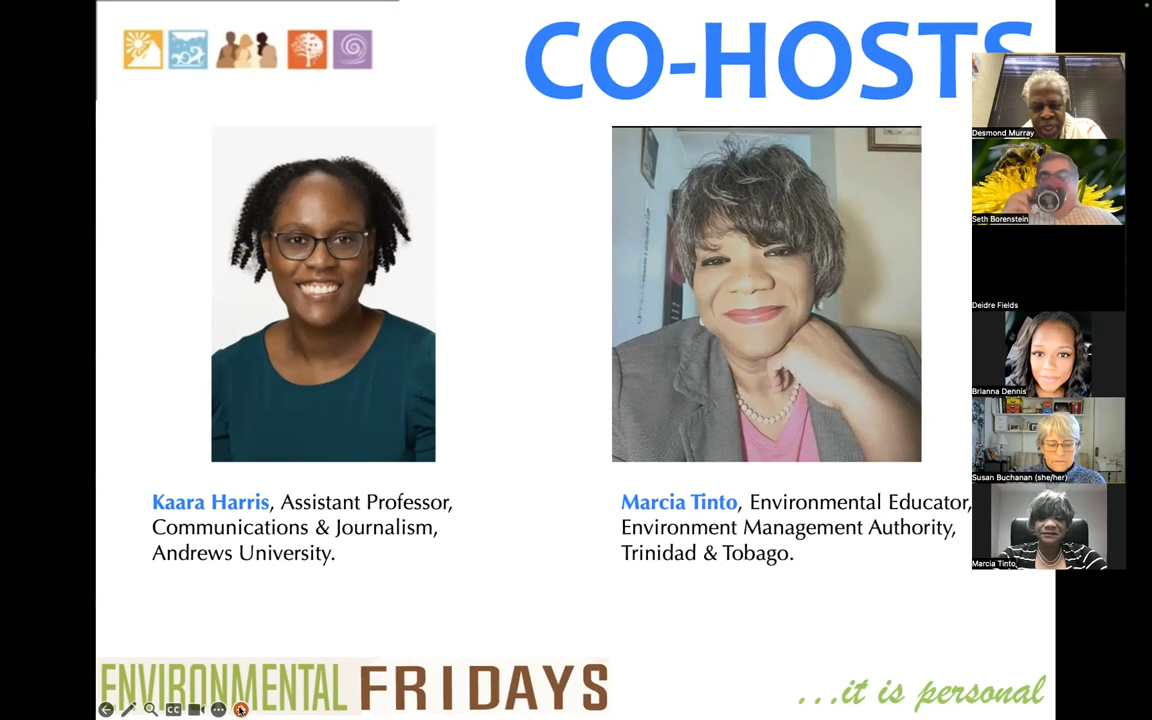 CO-HOSTS
Desmond Murray
Seth Borenstein
Deidre Fields
Brianna Dennis
Susan Buchanan (she/her)
Marcia Tinto
Kaara Harris, Assistant Professor,
Communications & Journalism,
Andrews University.
Marcia Tinto, Environmental Educator,
Environment Management Authority,
Trinidad & Tobago.
ENVIRONMENTAL FRIDAYS
...it is personal
CC